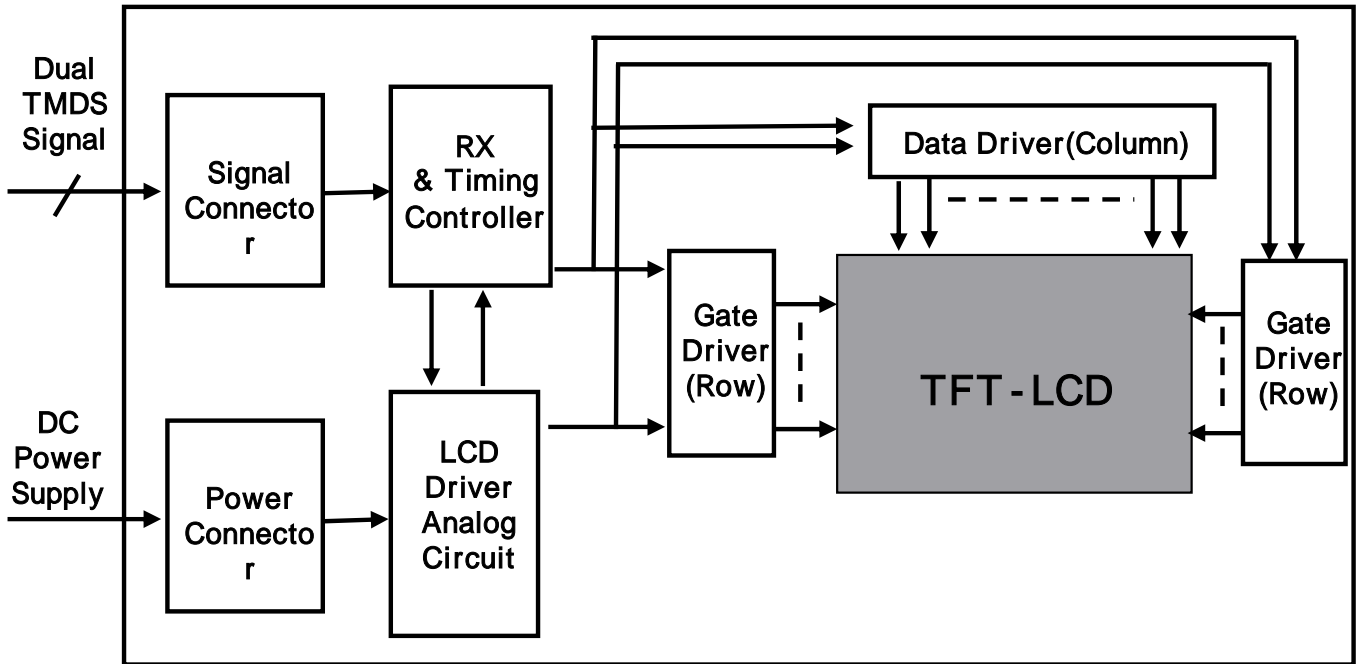 Dual
TMDS
Signal
Signal
Connecto
r
RX
& Timing
Controller
Data Driver(Column)
Gate
Driver
(Row)
TFT - LCD
Gate
Driver
(Row)
DC
Power
Supply
Power
Connecto
r
LCD
Driver
Analog
Circuit